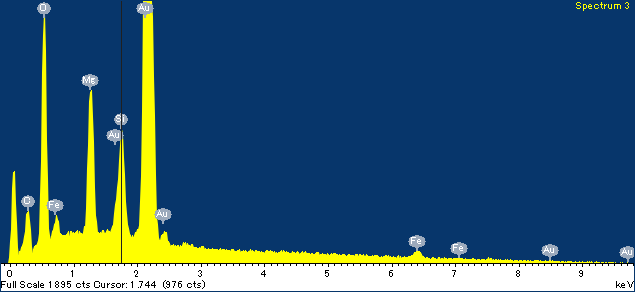 Spectrum 3
O
Au
Mg
Si
Au
C
Fe
Au
Fe
Fe
Au
Au
0 1 2 3 4 5 6 7 8 9
Full Scale 1895 cts Cursor: 1.744 (976 cts) keV